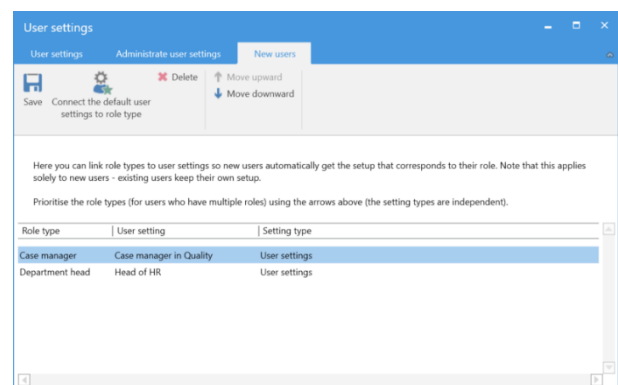 User settings
User settings Administrate user settings New users
Save Connect the default user settings to role type Delete Move upward Move downward
Here you can link role types to user settings so new users automatically get the setup that corresponds to their role. Note that this applies
solely to new users - existing users keep their own setup.
Prioritise the role types (for users who have multiple roles) using the arrows above (the setting types are independent).
Role type User setting Setting type
Case manager Case manager in Quality User settings
Department head Head of HR User settings